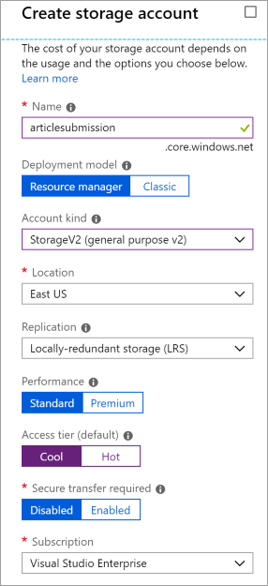 Create storage account
The cost of your storage account depends on
the usage and the options you choose below.
Learn more
* Name
articlesubmission
.core.windows.net
Deployment model
Resource manager Classic
Account kind
StorageV2 (general purpose v2)
* Location
East US
Replication
Locally-redundant storage (LRS)
Performance
Standard Premium
Access tier (default)
Cool Hot
* Secure transfer required
Disabled Enabled
* Subscription
Visual Studio Enterprise